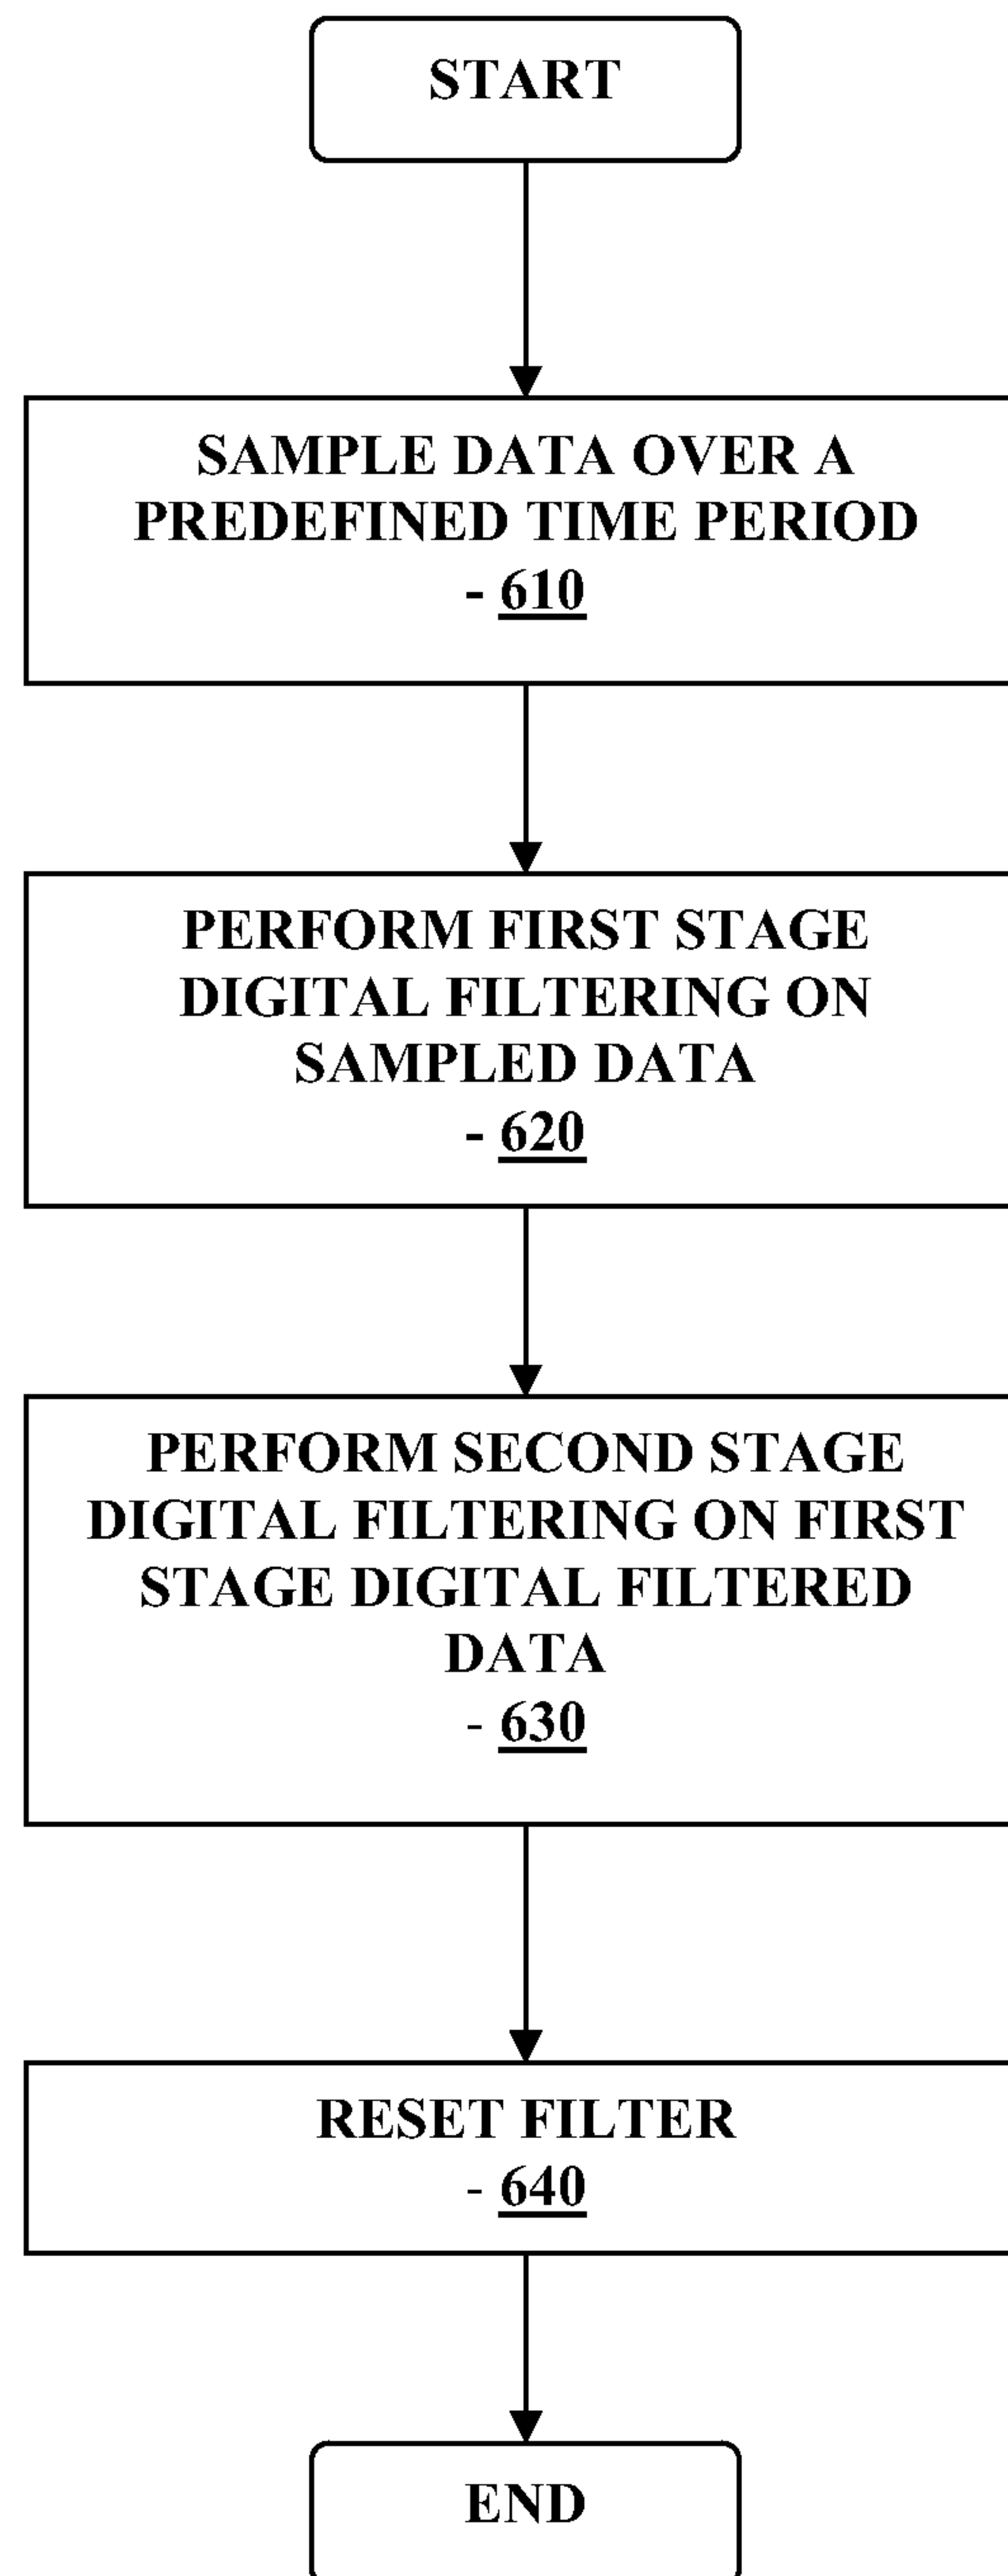 START
SAMPLE DATA OVER A
PREDEFINED TIME PERIOD
- 610
PERFORM FIRST STAGE
DIGITAL FILTERING ON
SAMPLED DATA
- 620
PERFORM SECOND STAGE
DIGITAL FILTERING ON FIRST
STAGE DIGITAL FILTERED
DATA
- 630
RESET FILTER
- 640
END